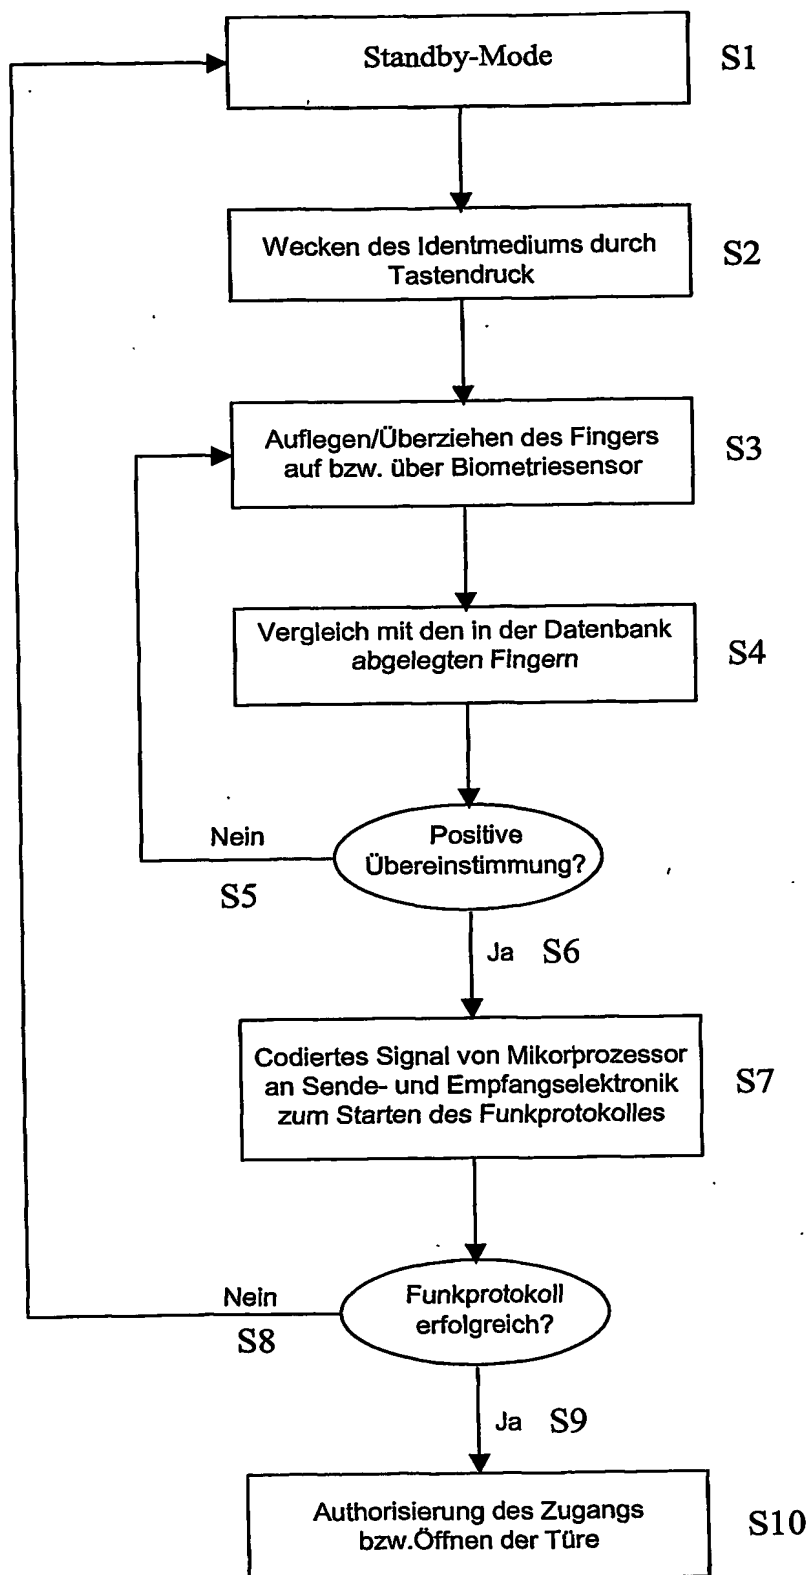 Standby-Mode
S1
Wecken des Identmediums durch
Tastendruck
S2
Auflegen/Überziehen des Fingers
auf bzw. über Biometriesensor
S3
Vergleich mit den in der Datenbank
abgelegten Fingern
S4
Positive
Übereinstimmung?
Nein
S5
Ja S6
Codiertes Signal von Mikorprozessor
an Sende- und Empfangselektronik
zum Starten des Funkprotokolles
S7
Funkprotokoll
erfolgreich?
Nein
S8
Ja S9
Authorisierung des Zugangs
bzw.Öffnen der Türe
S10